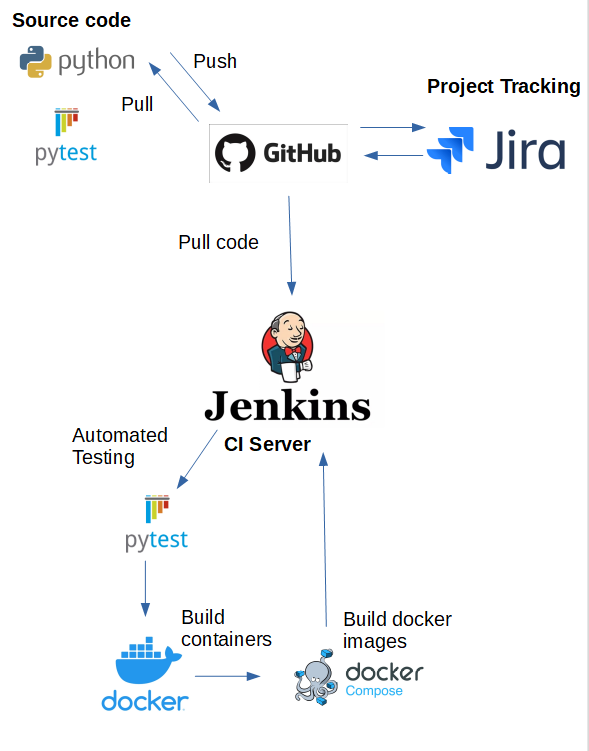 Source code
python
Push
Project Tracking
Pull
pytest
GitHub
Jira
Pull code
Jenkins
CI Server
Automated
Testing
pytest
Build
containers
Build docker
images
docker
docker
Compose